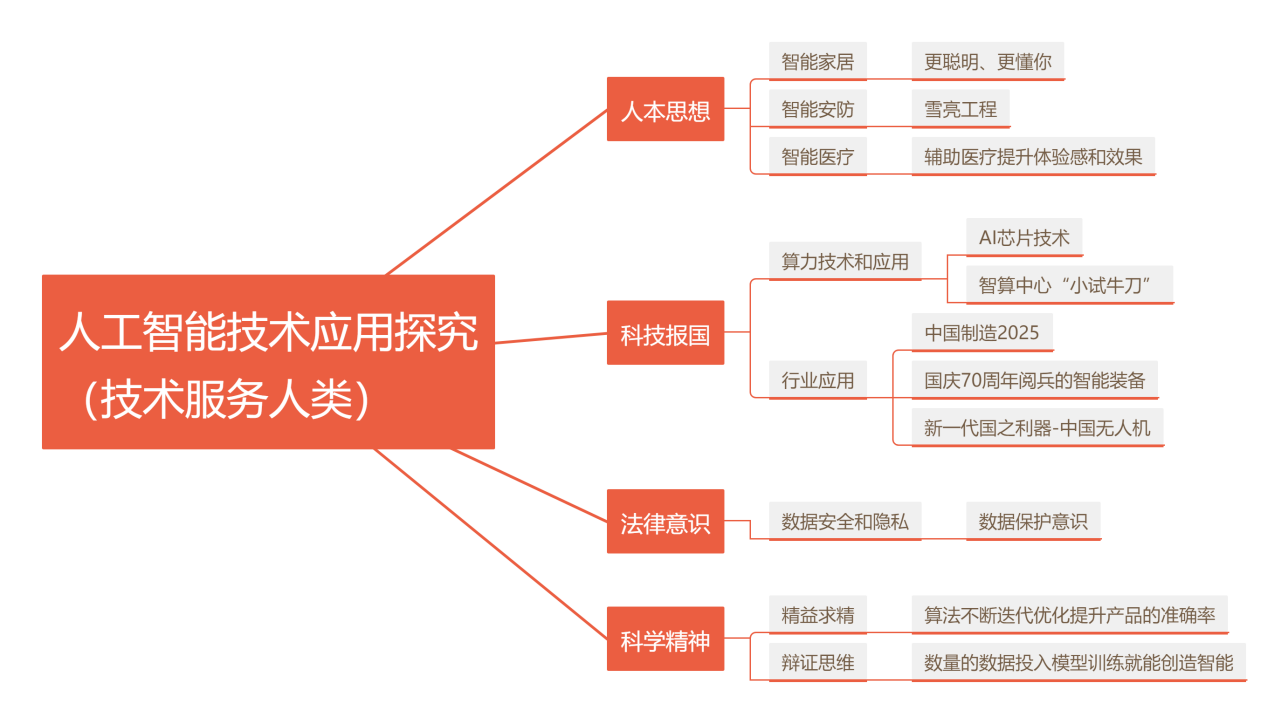 人工智能技术应用探究
（技术服务人类）
人本思想
智能家居
更聪明、更懂你
智能安防
雪亮工程
智能医疗
辅助医疗提升体验感和效果
科技报国
算力技术和应用
AI芯片技术
智算中心“小试牛刀”
行业应用
中国制造2025
国庆70周年阅兵的智能装备
新一代国之利器-中国无人机
法律意识
数据安全和隐私
数据保护意识
科学精神
精益求精
算法不断迭代优化提升产品的准确率
辩证思维
数量的数据投入模型训练就能创造智能